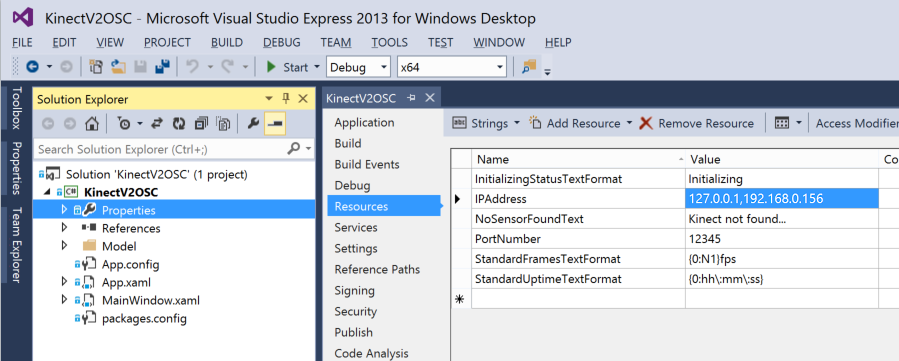 KinectV2OSC - Microsoft Visual Studio Express 2013 for Windows Desktop
FILE EDIT VIEW PROJECT BUILD DEBUG TEAM TOOLS TEST WINDOW HELP
Start Debug x64
Toolbox
Properties
Team Explorer
Solution Explorer
Search Solution Explorer (Ctrl+;)
Solution 'KinectV2OSC' (1 project)
C# KinectV2OSC
Properties
References
Model
App.config
App.xaml
MainWindow.xaml
packages.config
KinectV2OSC
Application
Build
Build Events
Debug
Resources
Services
Settings
Reference Paths
Signing
Security
Publish
Code Analysis
abc Strings Add Resource Remove Resource Access Modifier
Name Value Co
InitializingStatusTextFormat Initializing
IPAddress 127.0.0.1,192.168.0.156
NoSensorFoundText Kinect not found...
PortNumber 12345
StandardFramesTextFormat {0:N1}fps
StandardUptimeTextFormat {0:hh\:mm\:ss}